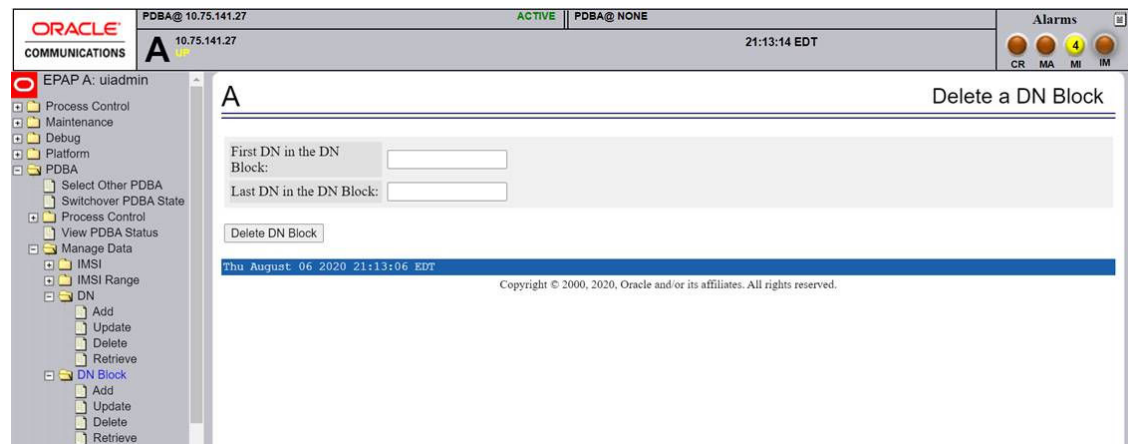 ORACLE
COMMUNICATIONS
PDBA@ 10.75.141.27
ACTIVE
PDBA@ NONE
A
10.75.141.27
UP
21:13:14 EDT
Alarms
4
CR MA MI IM
EPAP A: uiadmin
Process Control
Maintenance
Debug
Platform
PDBA
Select Other PDBA
Switchover PDBA State
Process Control
View PDBA Status
Manage Data
IMSI
IMSI Range
DN
Add
Update
Delete
Retrieve
DN Block
Add
Update
Delete
Retrieve
A
Delete a DN Block
First DN in the DN
Block:
Last DN in the DN Block:
Delete DN Block
Thu August 06 2020 21:13:06 EDT
Copyright © 2000, 2020, Oracle and/or its affiliates. All rights reserved.